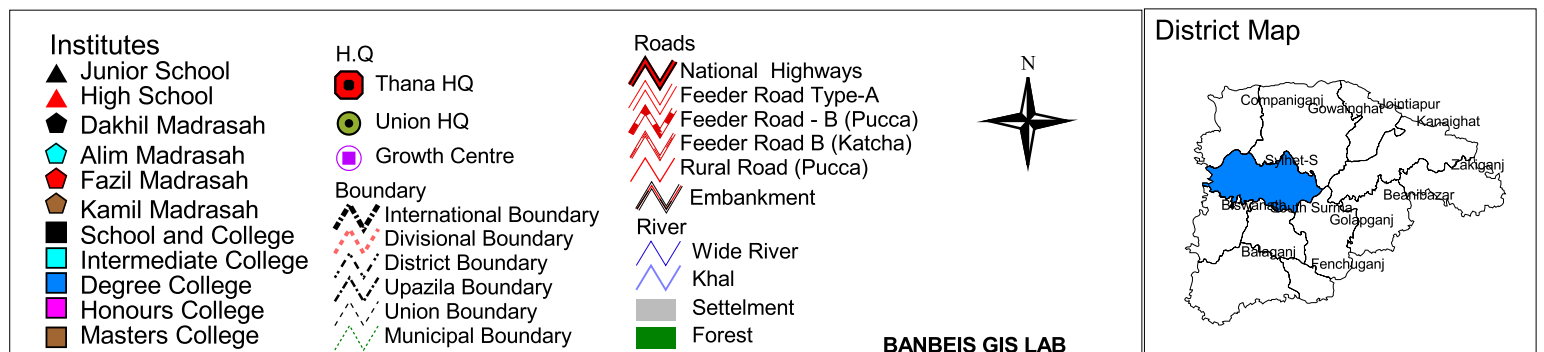 Institutes
Junior School
High School
Dakhil Madrasah
Alim Madrasah
Fazil Madrasah
Kamil Madrasah
School and College
Intermediate College
Degree College
Honours College
Masters College
H.Q
Thana HQ
Union HQ
Growth Centre
Boundary
International Boundary
Divisional Boundary
District Boundary
Upazila Boundary
Union Boundary
Municipal Boundary
Roads
National Highways
Feeder Road Type-A
Feeder Road - B (Pucca)
Feeder Road B (Katcha)
Rural Road (Pucca)
Embankment
River
Wide River
Khal
Settelment
Forest
N
BANBEIS GIS LAB
District Map
Companiganj
Gowainghat
Jointiapur
Kanaighat
Sylhet-S
Zakiganj
Beanibazar
Biswanath
South Surma
Golapganj
Balaganj
Fenchuganj